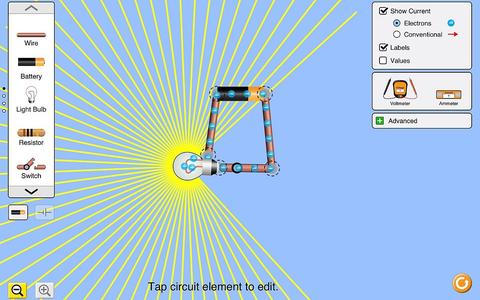 Wire
Battery
Light Bulb
Resistor
Switch
Show Current
Electrons
Conventional
Labels
Values
Voltmeter
Ammeter
Advanced
Tap circuit element to edit.